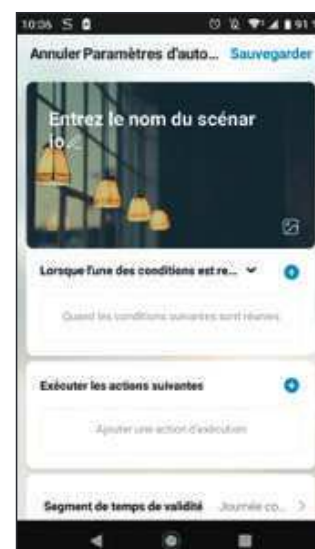 10:06 S
91
Annuler Paramètres d'auto... Sauvegarder
Entrez le nom du scénar
io
Lorsque l'une des conditions est re...
Quand les conditions suivantes sont réunies.
Exécuter les actions suivantes
Ajouter une action d'exécution
Segment de temps de validité Journée co...